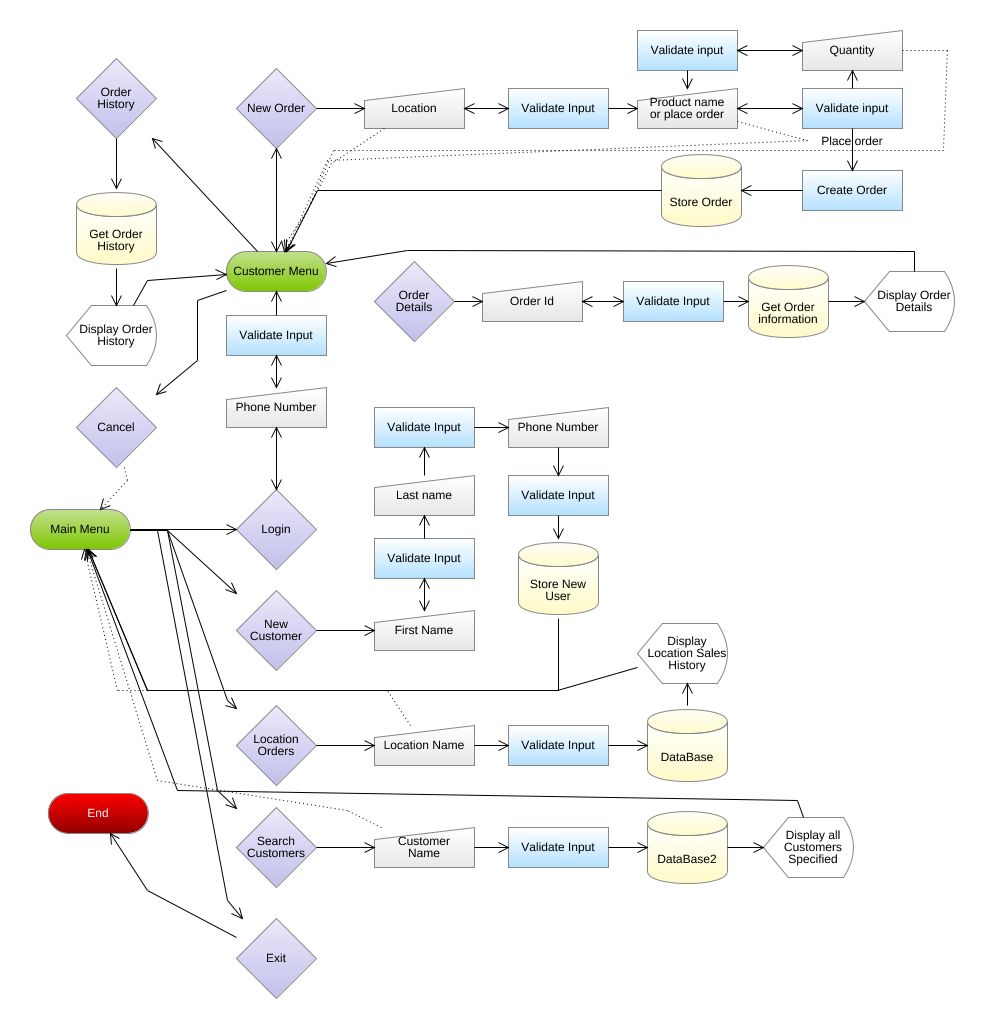 Validate input
Quantity
Order
History
New Order
Location
Validate Input
Product name
or place order
Validate input
Place order
Create Order
Store Order
Get Order
History
Customer Menu
Order
Details
Order Id
Validate Input
Get Order
information
Display Order
Details
Display Order
History
Validate Input
Phone Number
Cancel
Validate Input
Phone Number
Last name
Validate Input
Main Menu
Login
Validate Input
Store New
User
New
Customer
First Name
Display
Location Sales
History
Location
Orders
Location Name
Validate Input
DataBase
End
Search
Customers
Customer
Name
Validate Input
DataBase2
Display all
Customers
Specified
Exit